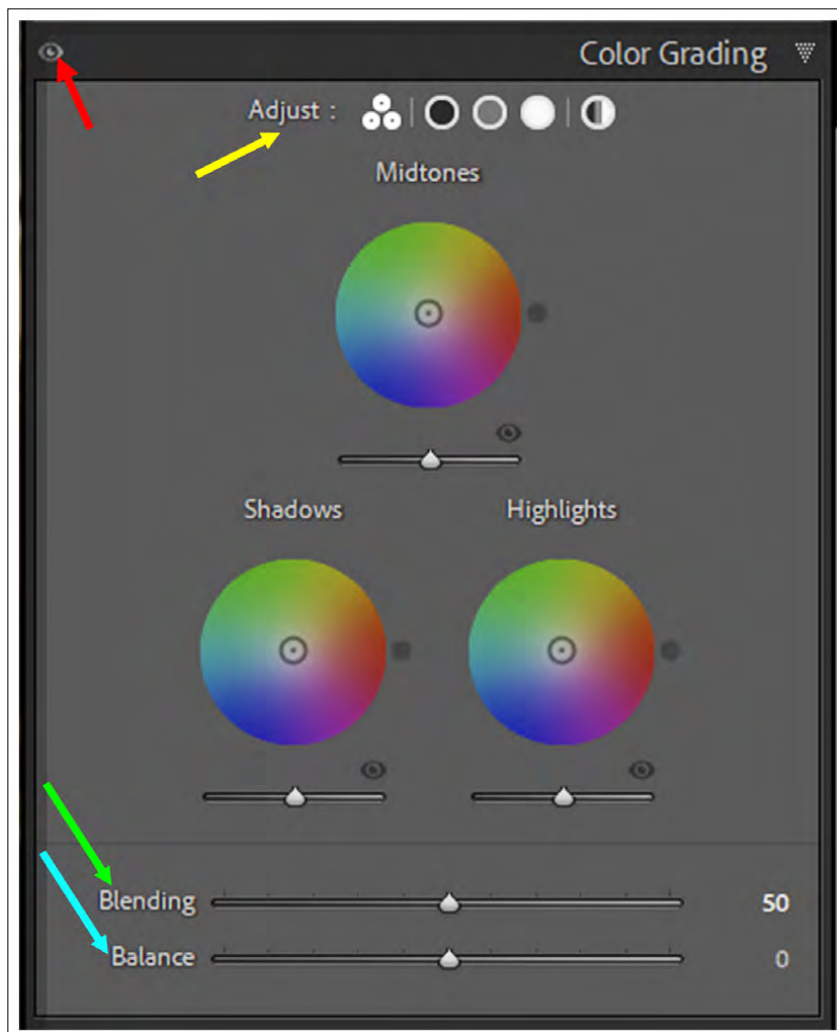 Color Grading
Adjust :
Midtones
Shadows Highlights
Blending 50
Balance 0